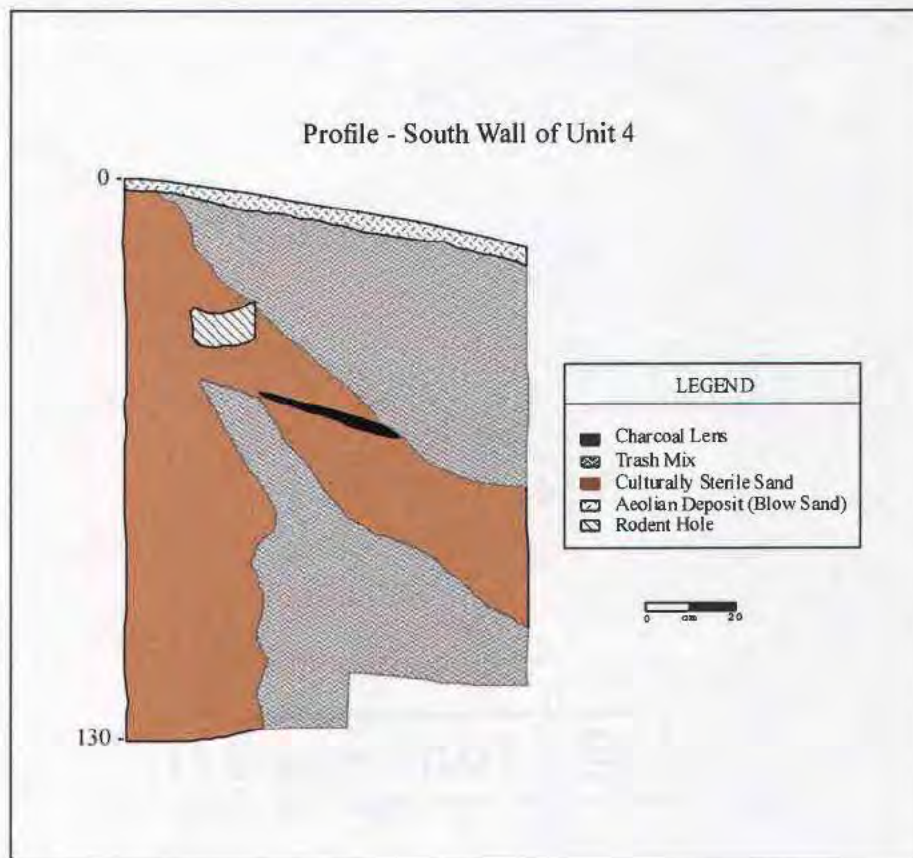 Profile - South Wall of Unit 4
0 -
LEGEND
Charcoal Lens
Trash Mix
Culturally Sterile Sand
Aeolian Deposit (Blow Sand)
Rodent Hole
0 cm 20
130 -